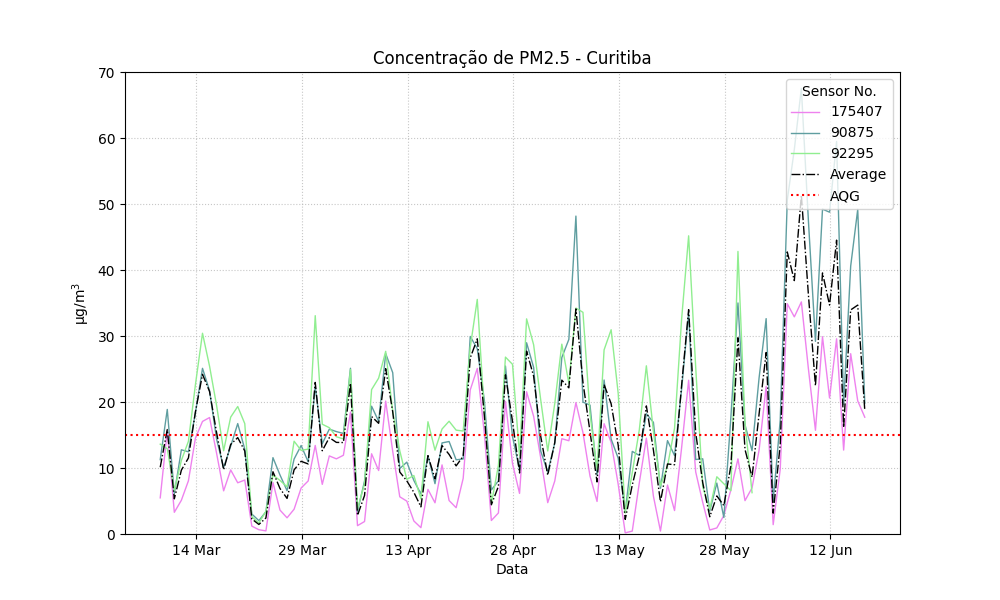 Concentração de PM2.5 - Curitiba
70
60
50
40
30
20
10
0
µg/m³
14 Mar
29 Mar
13 Apr
28 Apr
13 May
28 May
12 Jun
Data
Sensor No.
175407
90875
92295
Average
AQG